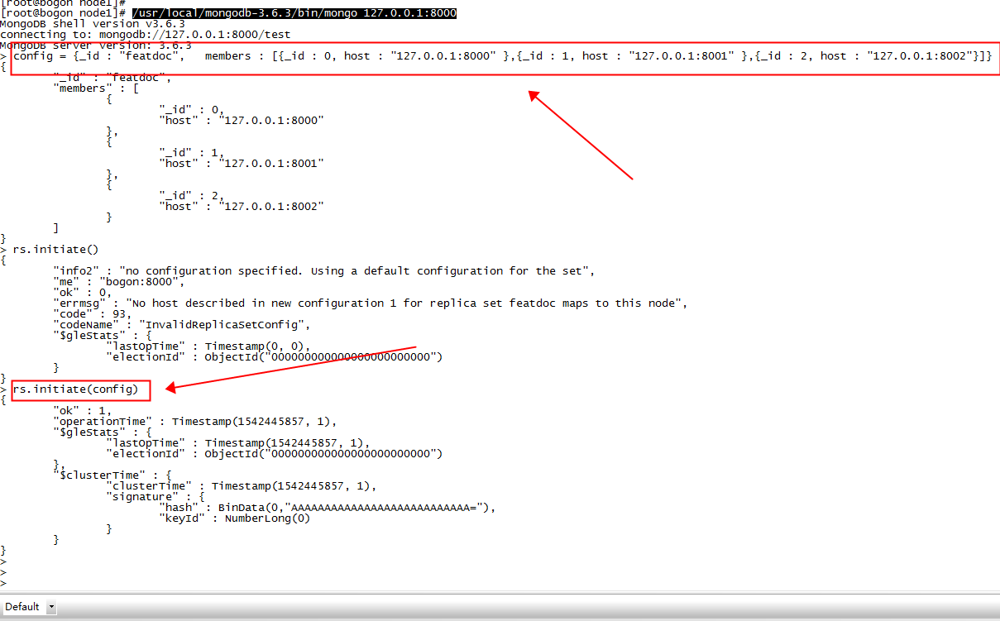 [root@bogon node1]#
[root@bogon node1]# /usr/local/mongodb-3.6.3/bin/mongo 127.0.0.1:8000
MongoDB shell version v3.6.3
connecting to: mongodb://127.0.0.1:8000/test
MongoDB server version: 3.6.3
> config = {_id : "featdoc",   members : [{_id : 0, host : "127.0.0.1:8000" },{_id : 1, host : "127.0.0.1:8001" },{_id : 2, host : "127.0.0.1:8002"}]}
{
        "_id" : "featdoc",
        "members" : [
                {
                        "_id" : 0,
                        "host" : "127.0.0.1:8000"
                },
                {
                        "_id" : 1,
                        "host" : "127.0.0.1:8001"
                },
                {
                        "_id" : 2,
                        "host" : "127.0.0.1:8002"
                }
        ]
}
> rs.initiate()
{
        "info2" : "no configuration specified. Using a default configuration for the set",
        "me" : "bogon:8000",
        "ok" : 0,
        "errmsg" : "No host described in new configuration 1 for replica set featdoc maps to this node",
        "code" : 93,
        "codeName" : "InvalidReplicaSetConfig",
        "$gleStats" : {
                "lastOpTime" : Timestamp(0, 0),
                "electionId" : ObjectId("000000000000000000000000")
        }
}
> rs.initiate(config)
{
        "ok" : 1,
        "operationTime" : Timestamp(1542445857, 1),
        "$gleStats" : {
                "lastOpTime" : Timestamp(1542445857, 1),
                "electionId" : ObjectId("000000000000000000000000")
        },
        "$clusterTime" : {
                "clusterTime" : Timestamp(1542445857, 1),
                "signature" : {
                        "hash" : BinData(0,"AAAAAAAAAAAAAAAAAAAAAAAAAAA="),
                        "keyId" : NumberLong(0)
                }
        }
}
>
>
>
Default